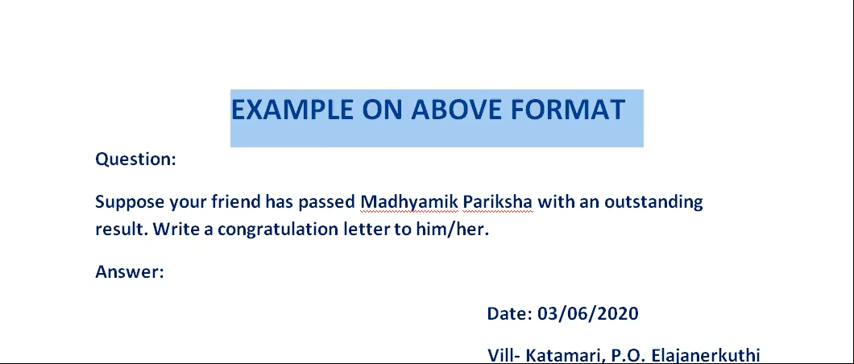 EXAMPLE ON ABOVE FORMAT
Question:
Suppose your friend has passed Madhyamik Pariksha with an outstanding
result. Write a congratulation letter to him/her.
Answer:
Date: 03/06/2020
Vill- Katamari, P.O. Elajanerkuthi